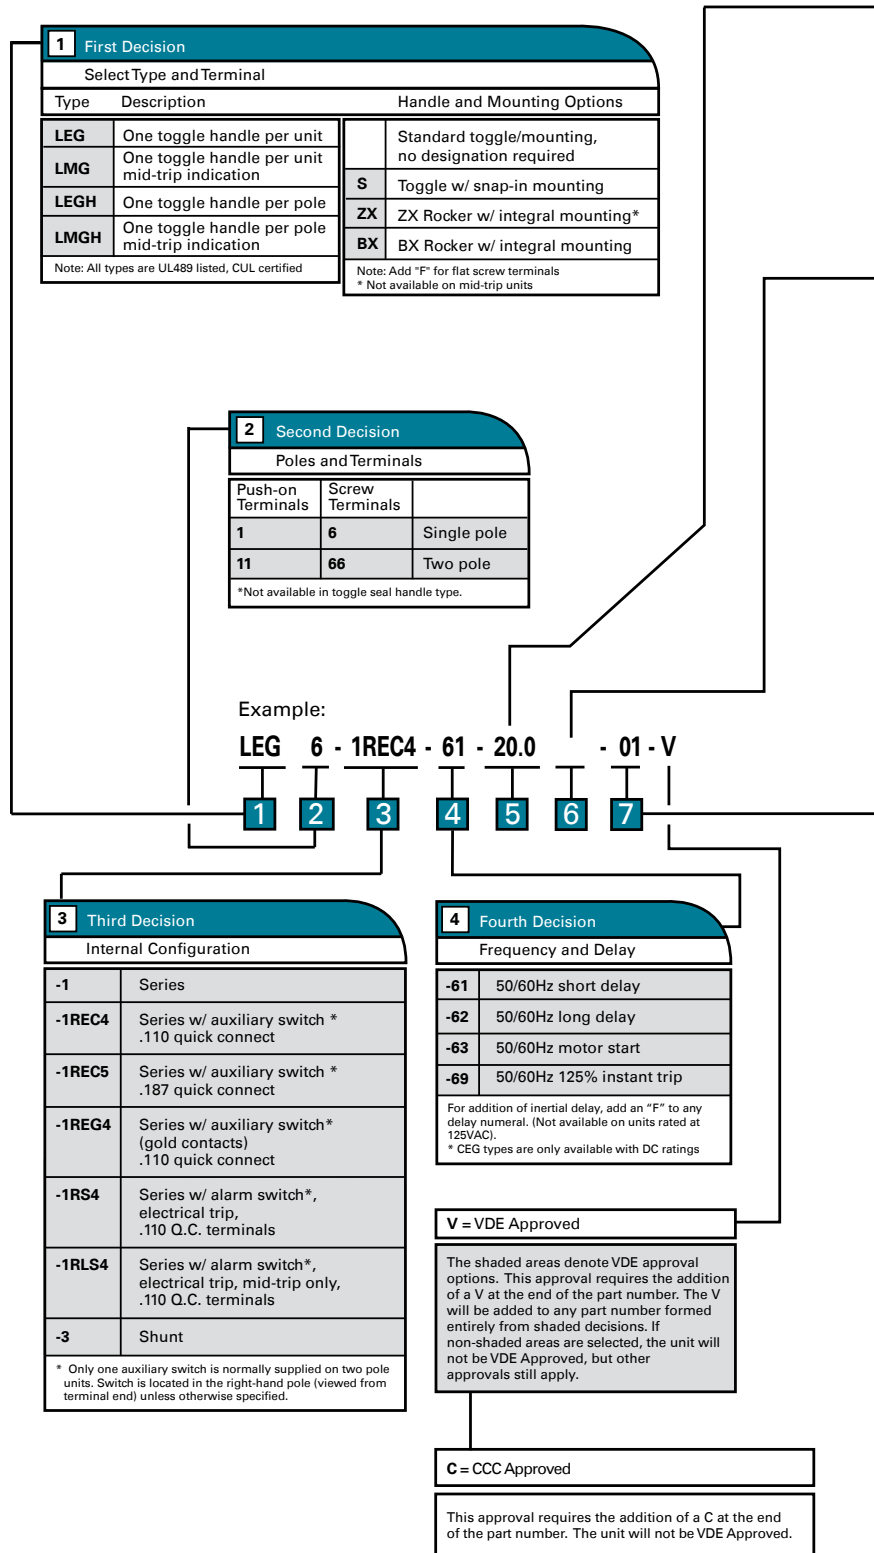 1 First Decision
Select Type and Terminal
Type Description Handle and Mounting Options
LEG One toggle handle per unit
LMG One toggle handle per unit
mid-trip indication
LEGH One toggle handle per pole
LMGH One toggle handle per pole
mid-trip indication
Note: All types are UL489 listed, CUL certified
Standard toggle/mounting,
no designation required
S Toggle w/ snap-in mounting
ZX ZX Rocker w/ integral mounting*
BX BX Rocker w/ integral mounting
Note: Add "F" for flat screw terminals
* Not available on mid-trip units
2 Second Decision
Poles and Terminals
Push-on Terminals
Screw Terminals
1 6 Single pole
11 66 Two pole
*Not available in toggle seal handle type.
Example:
LEG 6 - 1REC4 - 61 - 20.0 - 01 - V
1 2 3 4 5 6 7
3 Third Decision
Internal Configuration
-1 Series
-1REC4 Series w/ auxiliary switch *
.110 quick connect
-1REC5 Series w/ auxiliary switch *
.187 quick connect
-1REG4 Series w/ auxiliary switch*
(gold contacts)
.110 quick connect
-1RS4 Series w/ alarm switch*,
electrical trip,
.110 Q.C. terminals
-1RLS4 Series w/ alarm switch*,
electrical trip, mid-trip only,
.110 Q.C. terminals
-3 Shunt
* Only one auxiliary switch is normally supplied on two pole
units. Switch is located in the right-hand pole (viewed from
terminal end) unless otherwise specified.
4 Fourth Decision
Frequency and Delay
-61 50/60Hz short delay
-62 50/60Hz long delay
-63 50/60Hz motor start
-69 50/60Hz 125% instant trip
For addition of inertial delay, add an “F” to any
delay numeral. (Not available on units rated at
125VAC).
* CEG types are only available with DC ratings
V = VDE Approved
The shaded areas denote VDE approval
options. This approval requires the addition
of a V at the end of the part number. The V
will be added to any part number formed
entirely from shaded decisions. If
non-shaded areas are selected, the unit will
not be VDE Approved, but other
approvals still apply.
C = CCC Approved
This approval requires the addition of a C at the end
of the part number. The unit will not be VDE Approved.